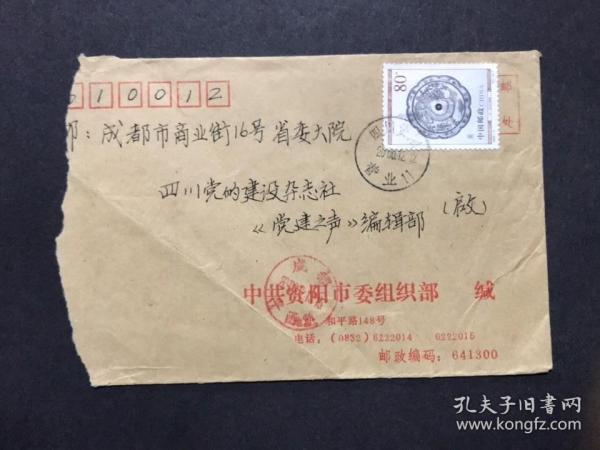 610012
邮：成都市商业街16号省委大院
四川党的建设杂志社
《党建之声》编辑部（启）
80
中国邮政 CHINA
中共资阳市委组织部 缄
和平路148号
电话：（0832）6222014 6222015
邮政编码：641300
孔夫子旧书网
www.kongfz.com